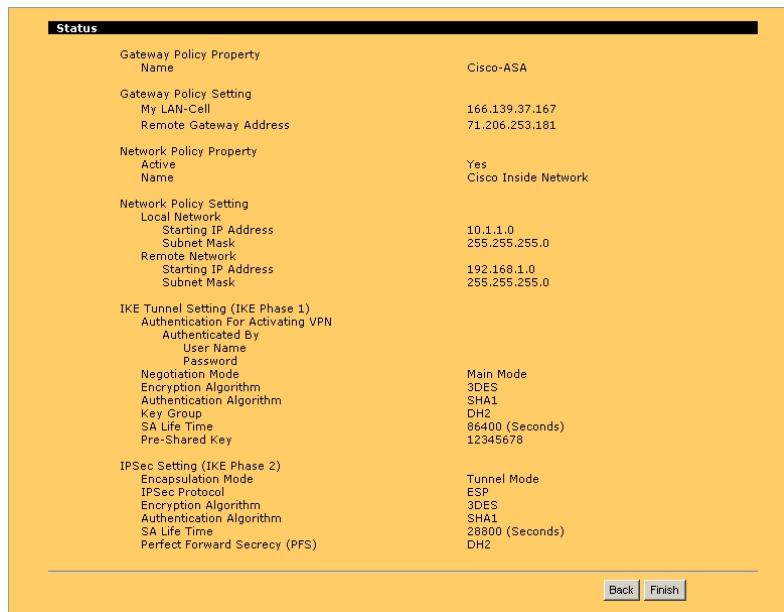 Status
Gateway Policy Property
Name Cisco-ASA
Gateway Policy Setting
My LAN-Cell 166.139.37.167
Remote Gateway Address 71.206.253.181
Network Policy Property
Active Yes
Name Cisco Inside Network
Network Policy Setting
Local Network
Starting IP Address 10.1.1.0
Subnet Mask 255.255.255.0
Remote Network
Starting IP Address 192.168.1.0
Subnet Mask 255.255.255.0
IKE Tunnel Setting (IKE Phase 1)
Authentication For Activating VPN
Authenticated By
User Name
Password
Negotiation Mode Main Mode
Encryption Algorithm 3DES
Authentication Algorithm SHA1
Key Group DH2
SA Life Time 86400 (Seconds)
Pre-Shared Key 12345678
IPSec Setting (IKE Phase 2)
Encapsulation Mode Tunnel Mode
IPSec Protocol ESP
Encryption Algorithm 3DES
Authentication Algorithm SHA1
SA Life Time 28800 (Seconds)
Perfect Forward Secrecy (PFS) DH2
Back Finish